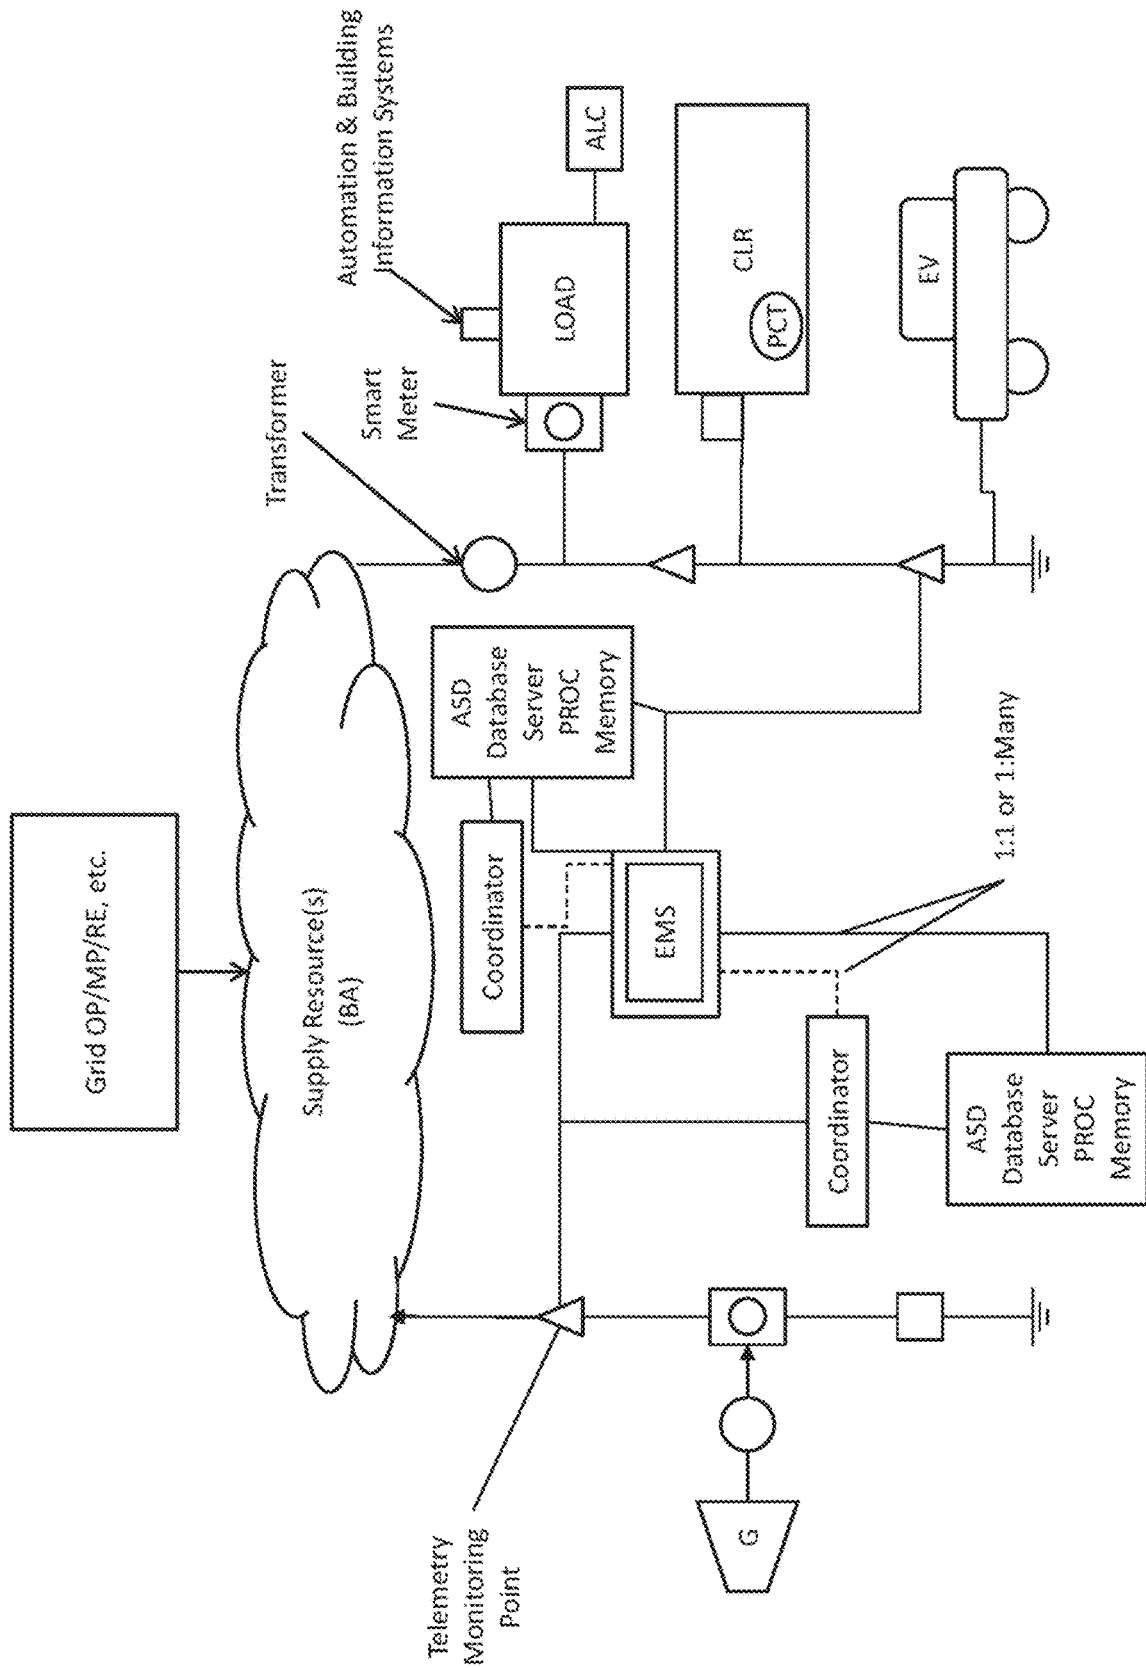 Grid OP/MP/RE, etc.
Supply Resource(s)
(BA)
Telemetry
Monitoring
Point
G
Coordinator
ASD
Database
Server
PROC
Memory
EMS
Coordinator
ASD
Database
Server
PROC
Memory
1:1 or 1:Many
Transformer
Smart
Meter
Automation & Building
Information Systems
LOAD
ALC
CLR
PCT
EV